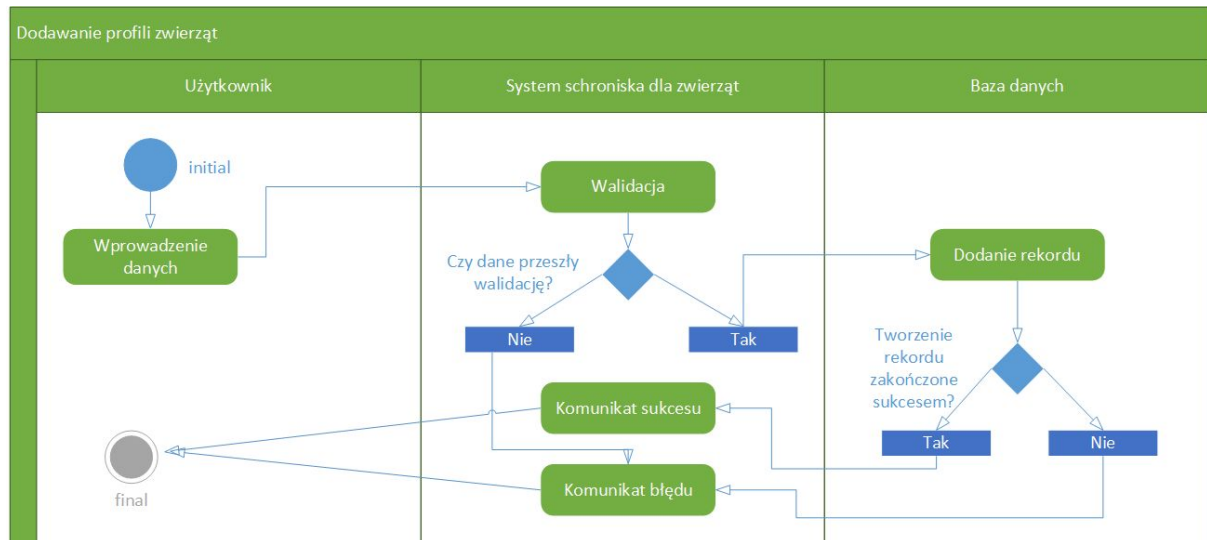 Dodawanie profili zwierząt
Użytkownik
System schroniska dla zwierząt
Baza danych
initial
Walidacja
Wprowadzenie
danych
Czy dane przeszły
walidację?
Dodanie rekordu
Nie
Tak
Tworzenie
rekordu
zakończone
sukcesem?
Komunikat sukcesu
Tak
Nie
Komunikat błędu
final